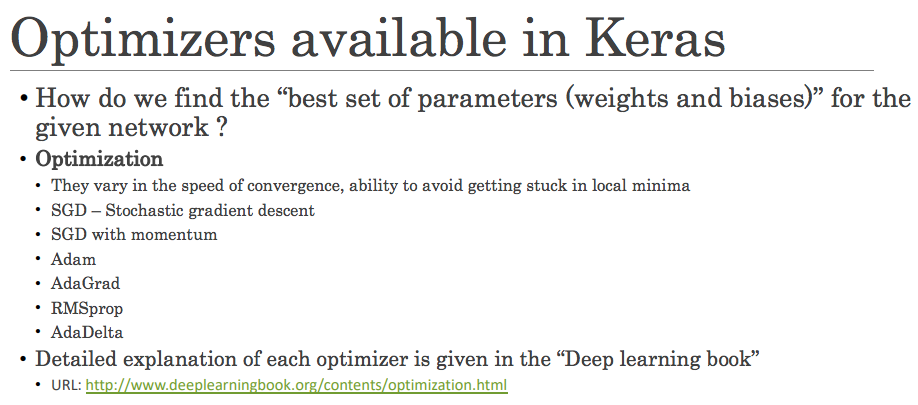 Optimizers available in Keras
• How do we find the “best set of parameters (weights and biases)” for the
given network ?
• Optimization
• They vary in the speed of convergence, ability to avoid getting stuck in local minima
• SGD – Stochastic gradient descent
• SGD with momentum
• Adam
• AdaGrad
• RMSprop
• AdaDelta
• Detailed explanation of each optimizer is given in the “Deep learning book”
• URL: http://www.deeplearningbook.org/contents/optimization.html